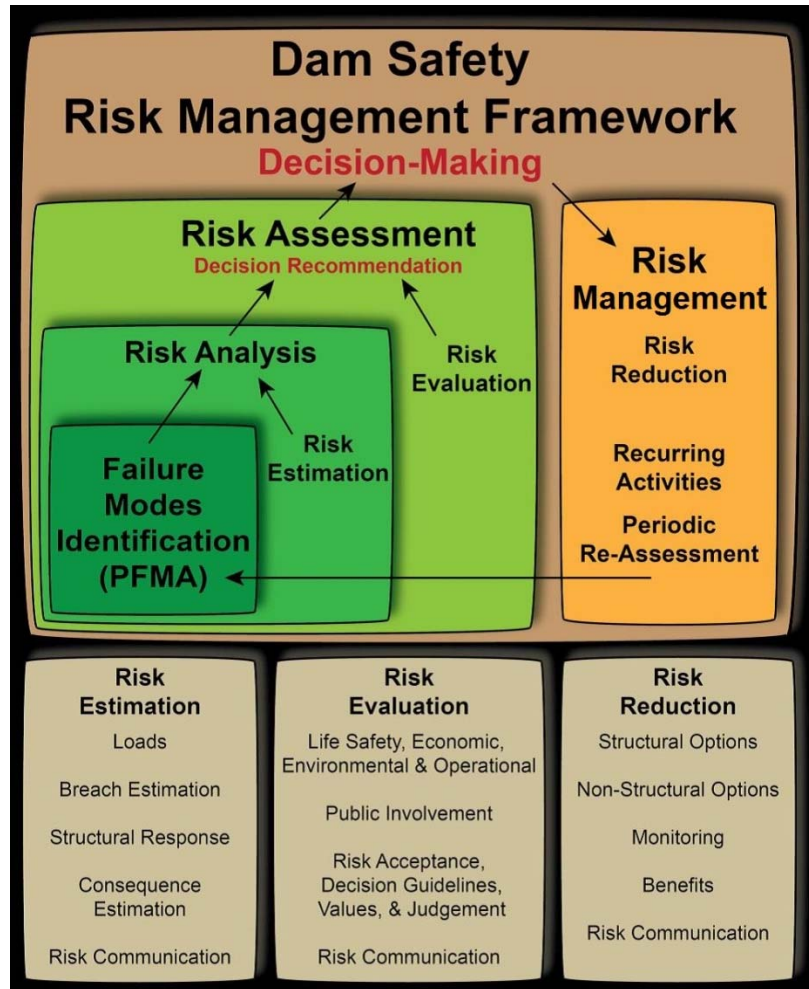 Dam Safety
Risk Management Framework
Decision-Making
Risk Assessment
Decision Recommendation
Risk Analysis
Risk
Evaluation
Risk
Estimation
Failure
Modes
Identification
(PFMA)
Risk
Management
Risk
Reduction
Recurring
Activities
Periodic
Re-Assessment
Risk
Estimation
Loads
Breach Estimation
Structural Response
Consequence
Estimation
Risk Communication
Risk
Evaluation
Life Safety, Economic,
Environmental & Operational
Public Involvement
Risk Acceptance,
Decision Guidelines,
Values, & Judgement
Risk Communication
Risk
Reduction
Structural Options
Non-Structural Options
Monitoring
Benefits
Risk Communication